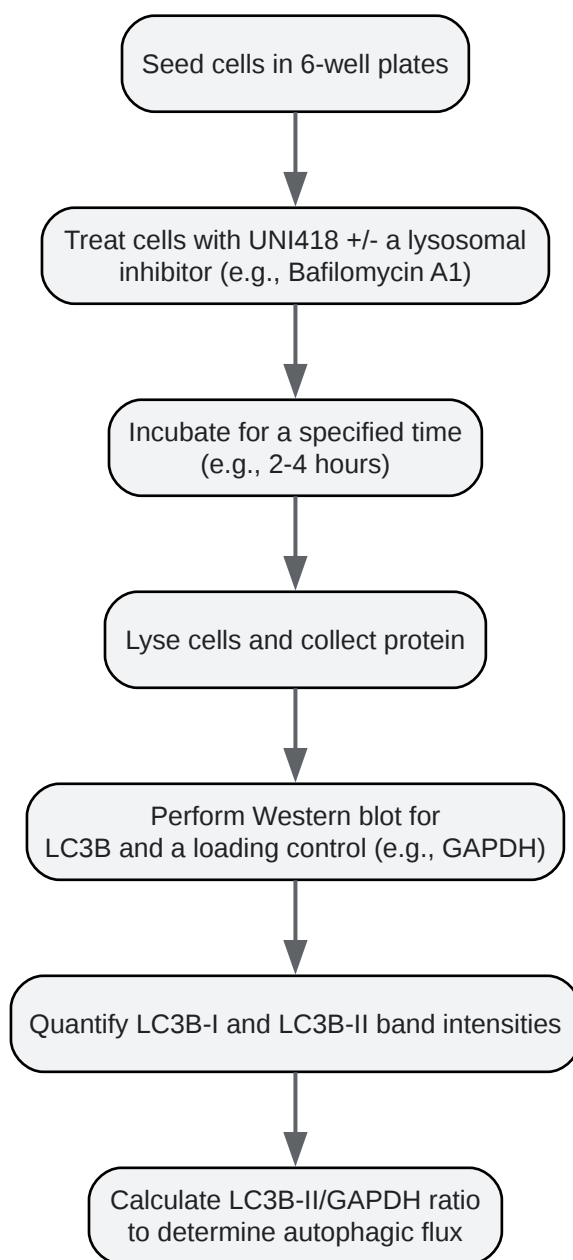 Seed cells in 6-well plates
Treat cells with UNI418 +/- a lysosomal
inhibitor (e.g., Bafilomycin A1)
Incubate for a specified time
(e.g., 2-4 hours)
Lyse cells and collect protein
Perform Western blot for
LC3B and a loading control (e.g., GAPDH)
Quantify LC3B-I and LC3B-II band intensities
Calculate LC3B-II/GAPDH ratio
to determine autophagic flux